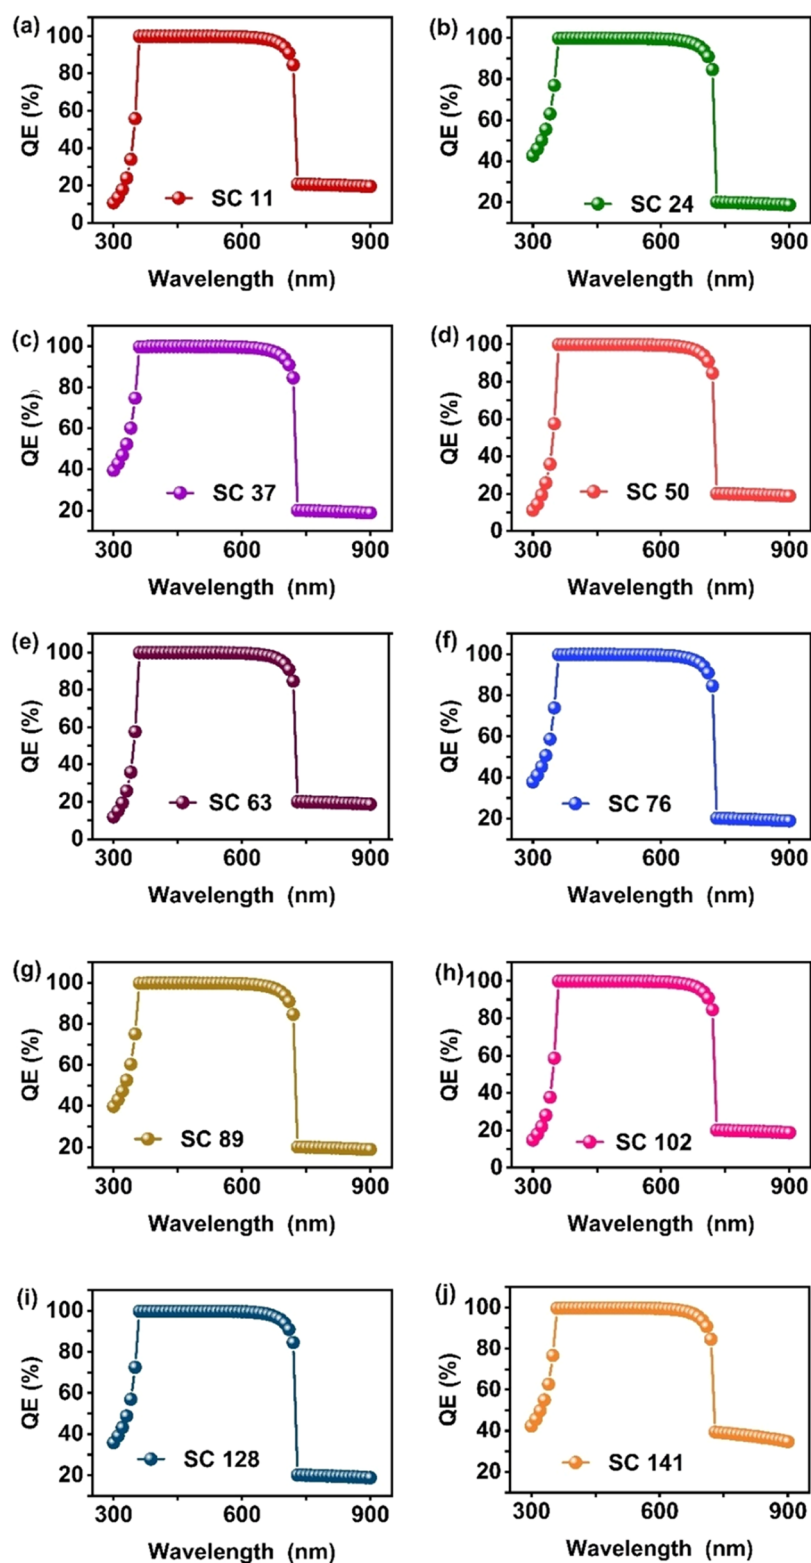 (a)
QE (%)
100
80
60
40
20
0
SC 11
300 600 900
Wavelength (nm)
(b)
QE (%)
100
80
60
40
20
SC 24
300 600 900
Wavelength (nm)
(c)
QE (%)
100
80
60
40
20
SC 37
300 600 900
Wavelength (nm)
(d)
QE (%)
100
80
60
40
20
0
SC 50
300 600 900
Wavelength (nm)
(e)
QE (%)
100
80
60
40
20
0
SC 63
300 600 900
Wavelength (nm)
(f)
QE (%)
100
80
60
40
20
SC 76
300 600 900
Wavelength (nm)
(g)
QE (%)
100
80
60
40
20
SC 89
300 600 900
Wavelength (nm)
(h)
QE (%)
100
80
60
40
20
0
SC 102
300 600 900
Wavelength (nm)
(i)
QE (%)
100
80
60
40
20
SC 128
300 600 900
Wavelength (nm)
(j)
QE (%)
100
80
60
40
20
SC 141
300 600 900
Wavelength (nm)